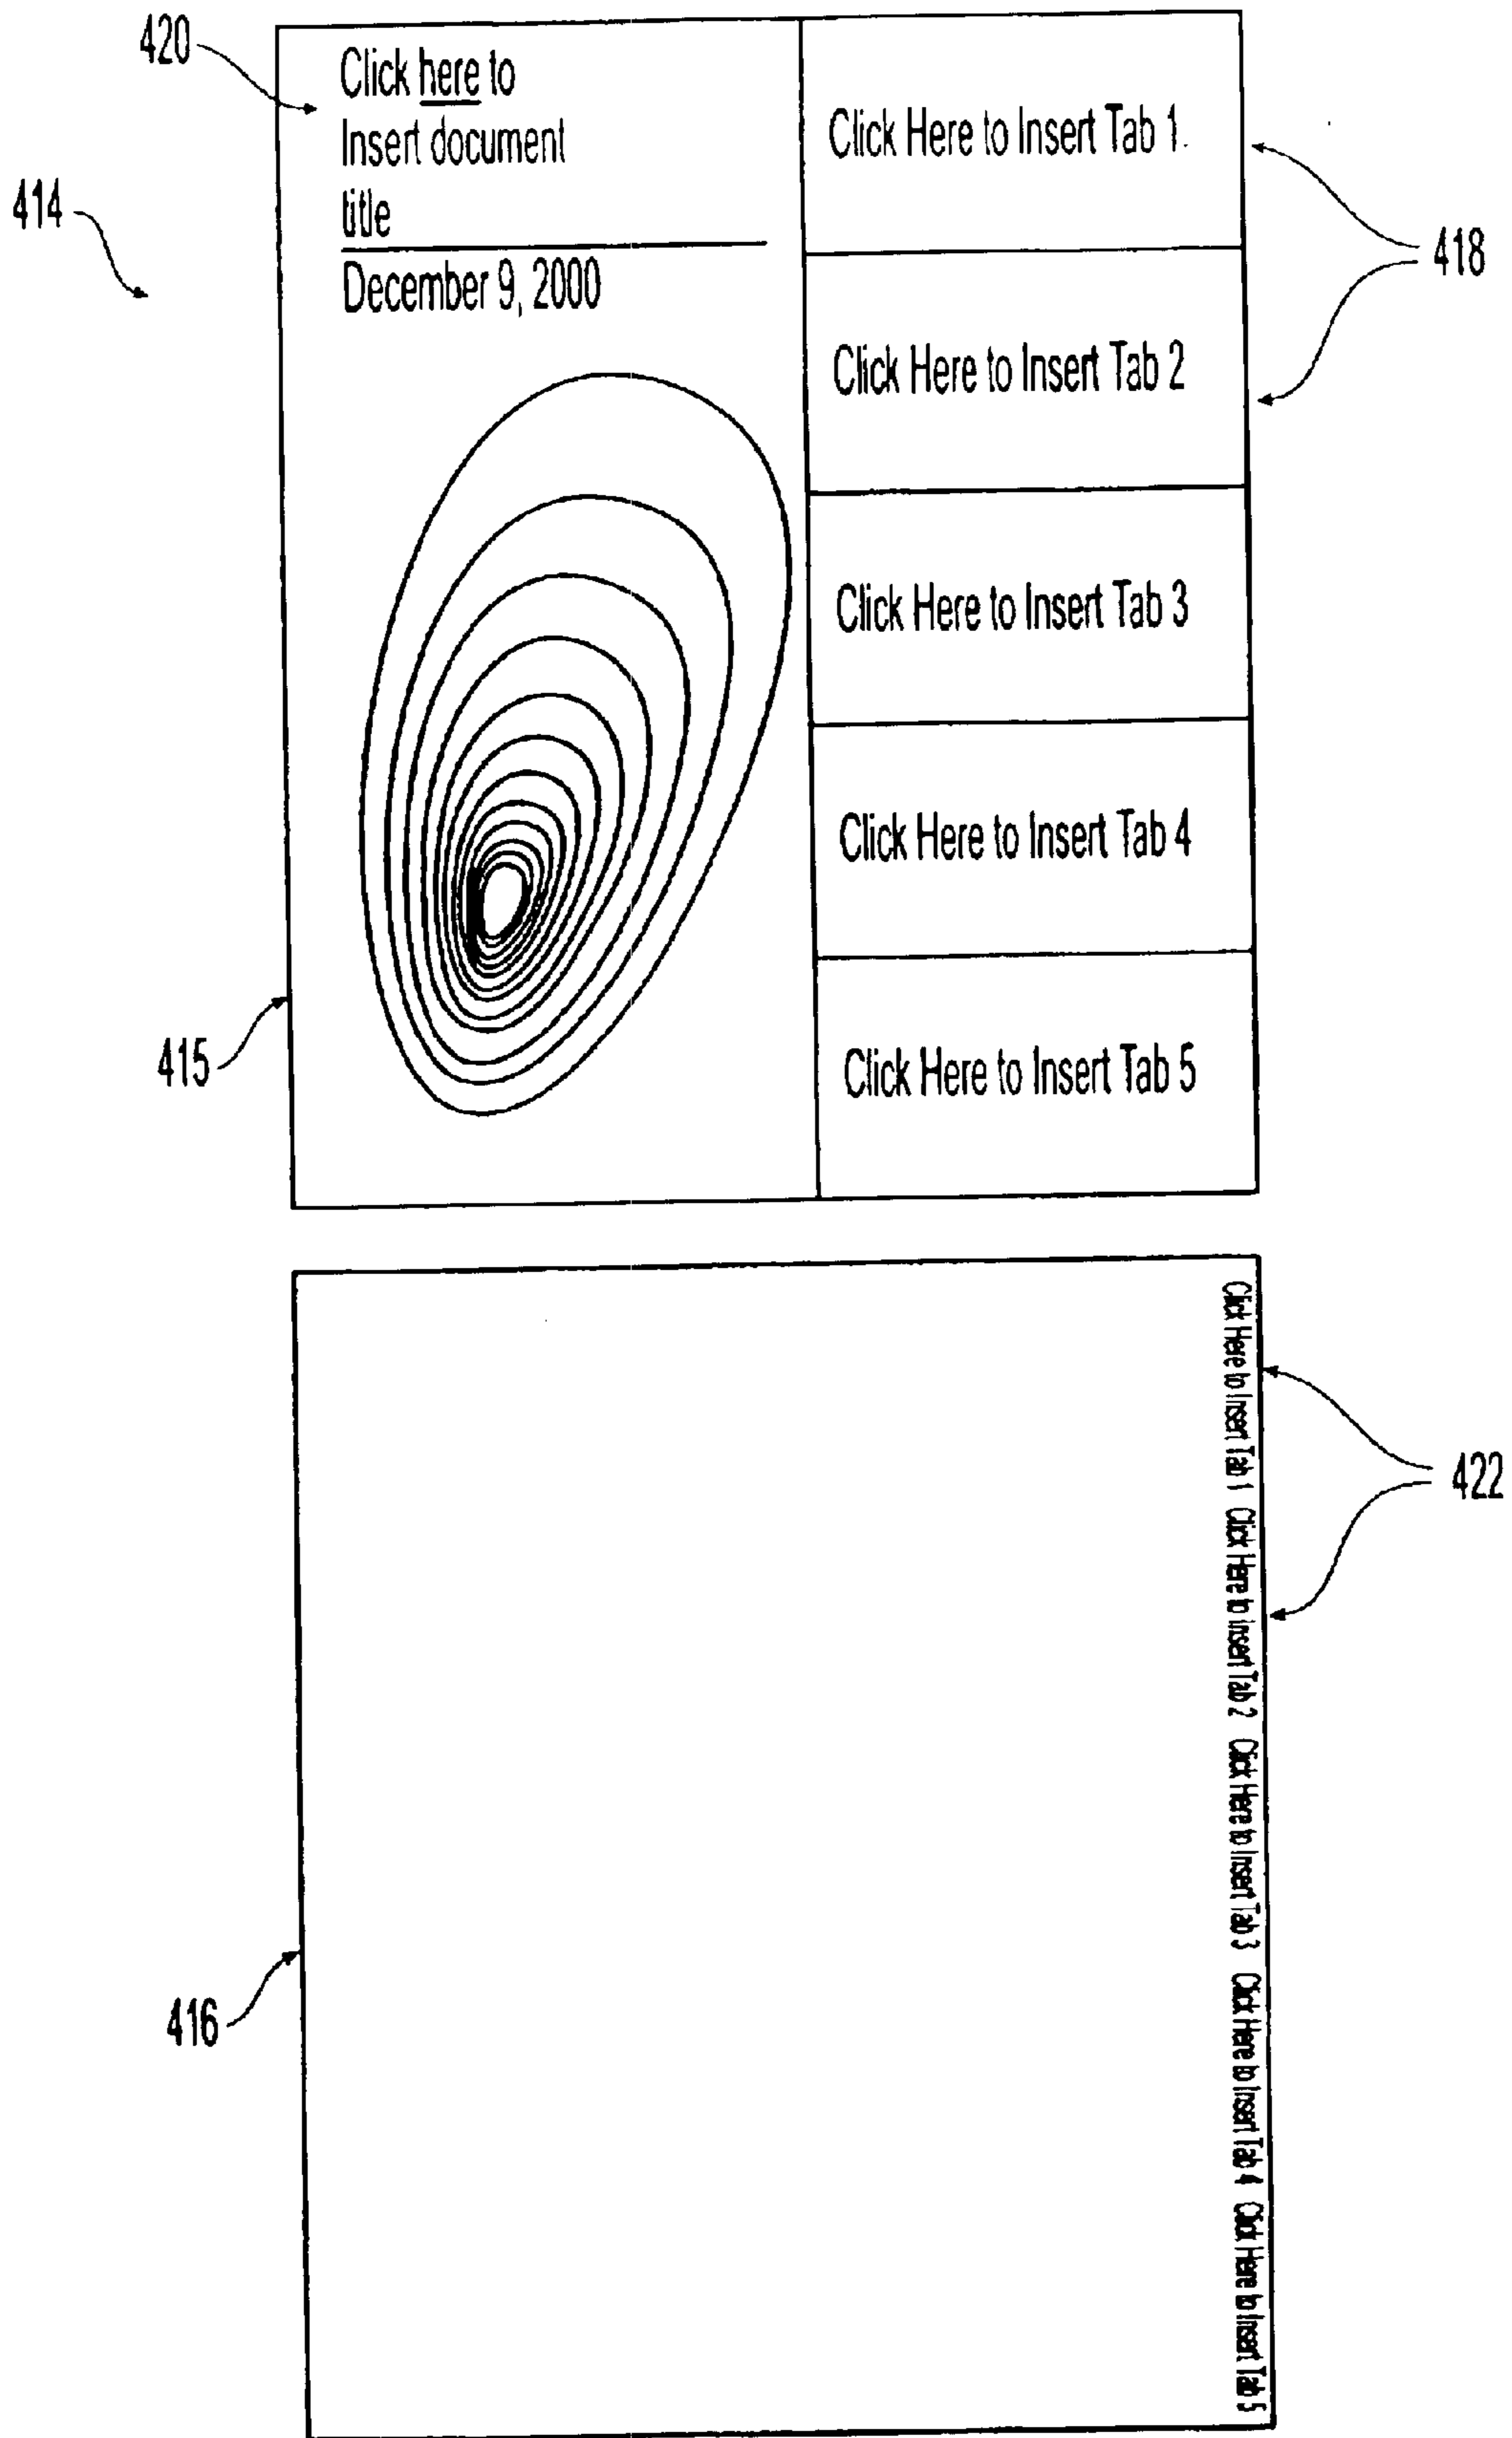 420
Click here to
Insert document
title
December 9, 2000
414
415
Click Here to Insert Tab 1
Click Here to Insert Tab 2
Click Here to Insert Tab 3
Click Here to Insert Tab 4
Click Here to Insert Tab 5
418
Click Here to Insert Tab 1 Click Here to Insert Tab 2 Click Here to Insert Tab 3 Click Here to Insert Tab 4 Click Here to Insert Tab 5
422
416